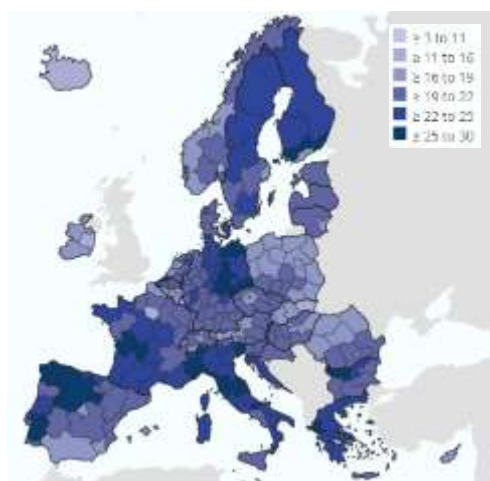 ≥ 1 to 11
≥ 11 to 16
≥ 16 to 19
≥ 19 to 22
≥ 22 to 25
≥ 25 to 30